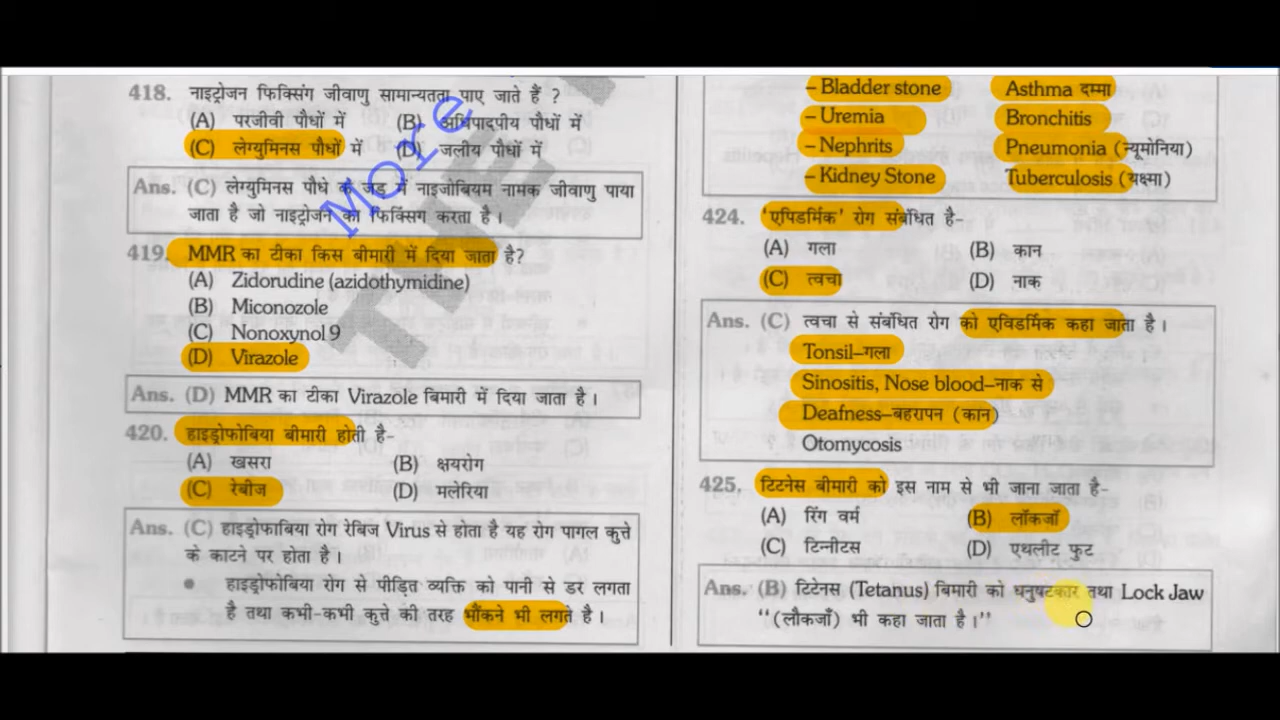 418. नाइट्रोजन फिक्सिंग जीवाणु सामान्यतता पाए जाते हैं ?
(A) परजीवी पौधों में (B) अधिपाद्पीय पौधों में
(C) लेग्युमिनस पौधों में (D) जलीय पौधों में
Ans. (C) लेग्युमिनस पौधे के जड़ में नाइजोबियम नामक जीवाणु पाया
जाता है जो नाइट्रोजन को फिक्सिंग करता है।
419. MMR का टीका किस बीमारी में दिया जाता है?
(A) Zidorudine (azidothymidine)
(B) Miconozole
(C) Nonoxynol 9
(D) Virazole
Ans. (D) MMR का टीका Virazole बिमारी में दिया जाता है।
420. हाइड्रोफोबिया बीमारी होती है-
(A) खसरा (B) क्षयरोग
(C) रेबीज (D) मलेरिया
Ans. (C) हाइड्रोफाबिया रोग रेबिज Virus से होता है यह रोग पागल कुत्ते
के काटने पर होता है।
• हाइड्रोफोबिया रोग से पीड़ित व्यक्ति को पानी से डर लगता
है तथा कभी-कभी कुत्ते की तरह भौंकने भी लगते है।
More
– Bladder stone Asthma दम्मा
– Uremia Bronchitis
– Nephrits Pneumonia (न्यूमोनिया)
– Kidney Stone Tuberculosis (यक्ष्मा)
424. 'एपिडर्मिक' रोग संबंधित है-
(A) गला (B) कान
(C) त्वचा (D) नाक
Ans. (C) त्वचा से संबंधित रोग को एविडर्मिक कहा जाता है।
Tonsil–गला
Sinositis, Nose blood–नाक से
Deafness–बहरापन (कान)
Otomycosis
425. टिटनेस बीमारी को इस नाम से भी जाना जाता है-
(A) रिंग वर्म (B) लॉकजॉ
(C) टिन्नीटस (D) एथलीट फुट
Ans. (B) टिटेनस (Tetanus) बिमारी को धनुषटंकार तथा Lock Jaw
"(लौकजाँ) भी कहा जाता है।"